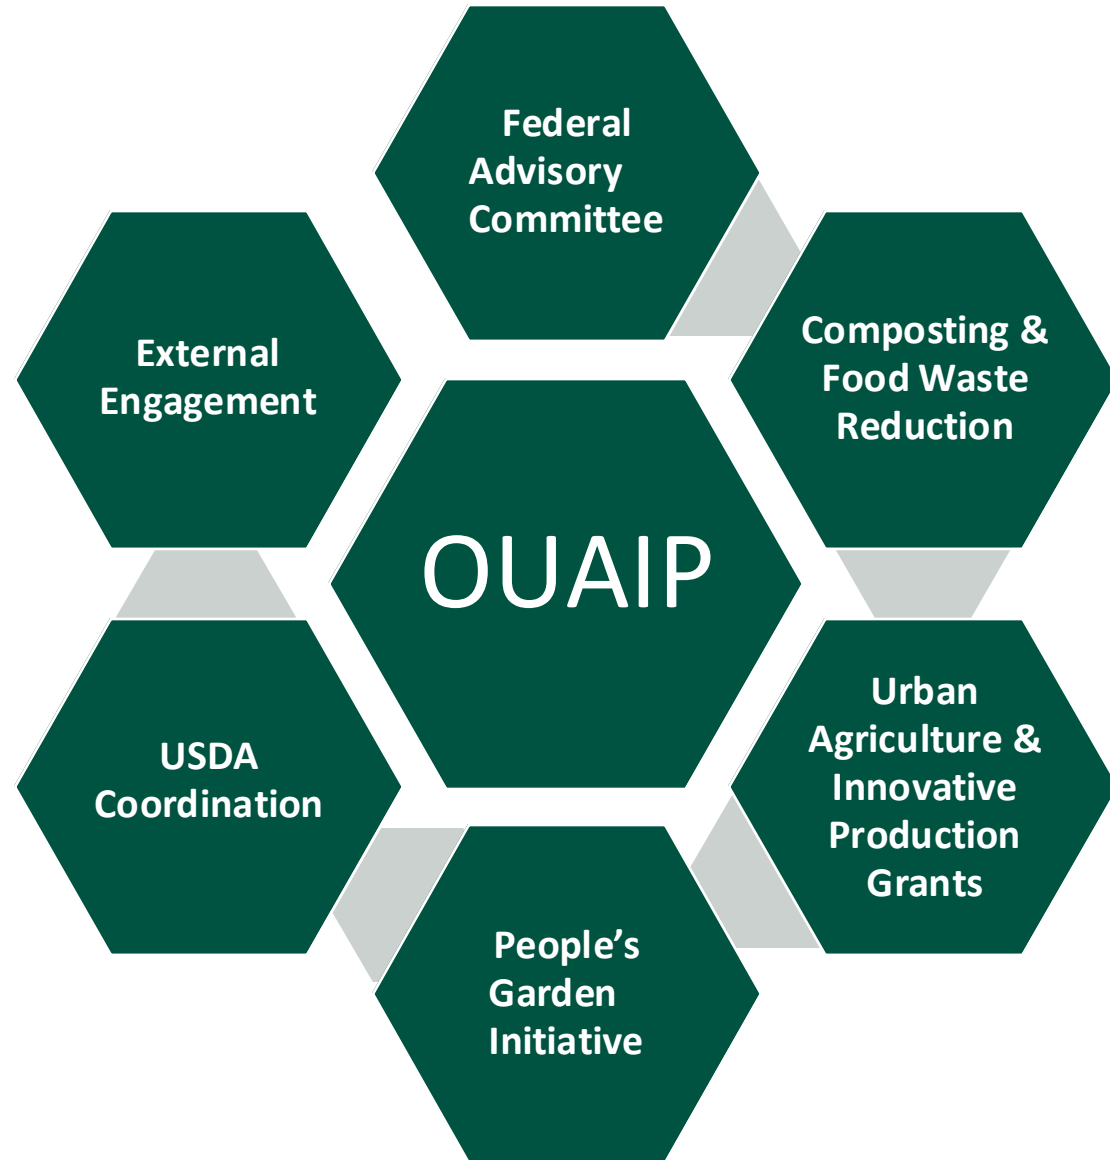 Federal
Advisory
Committee
External
Engagement
Composting &
Food Waste
Reduction
OUAIP
USDA
Coordination
Urban
Agriculture &
Innovative
Production
Grants
People’s
Garden
Initiative